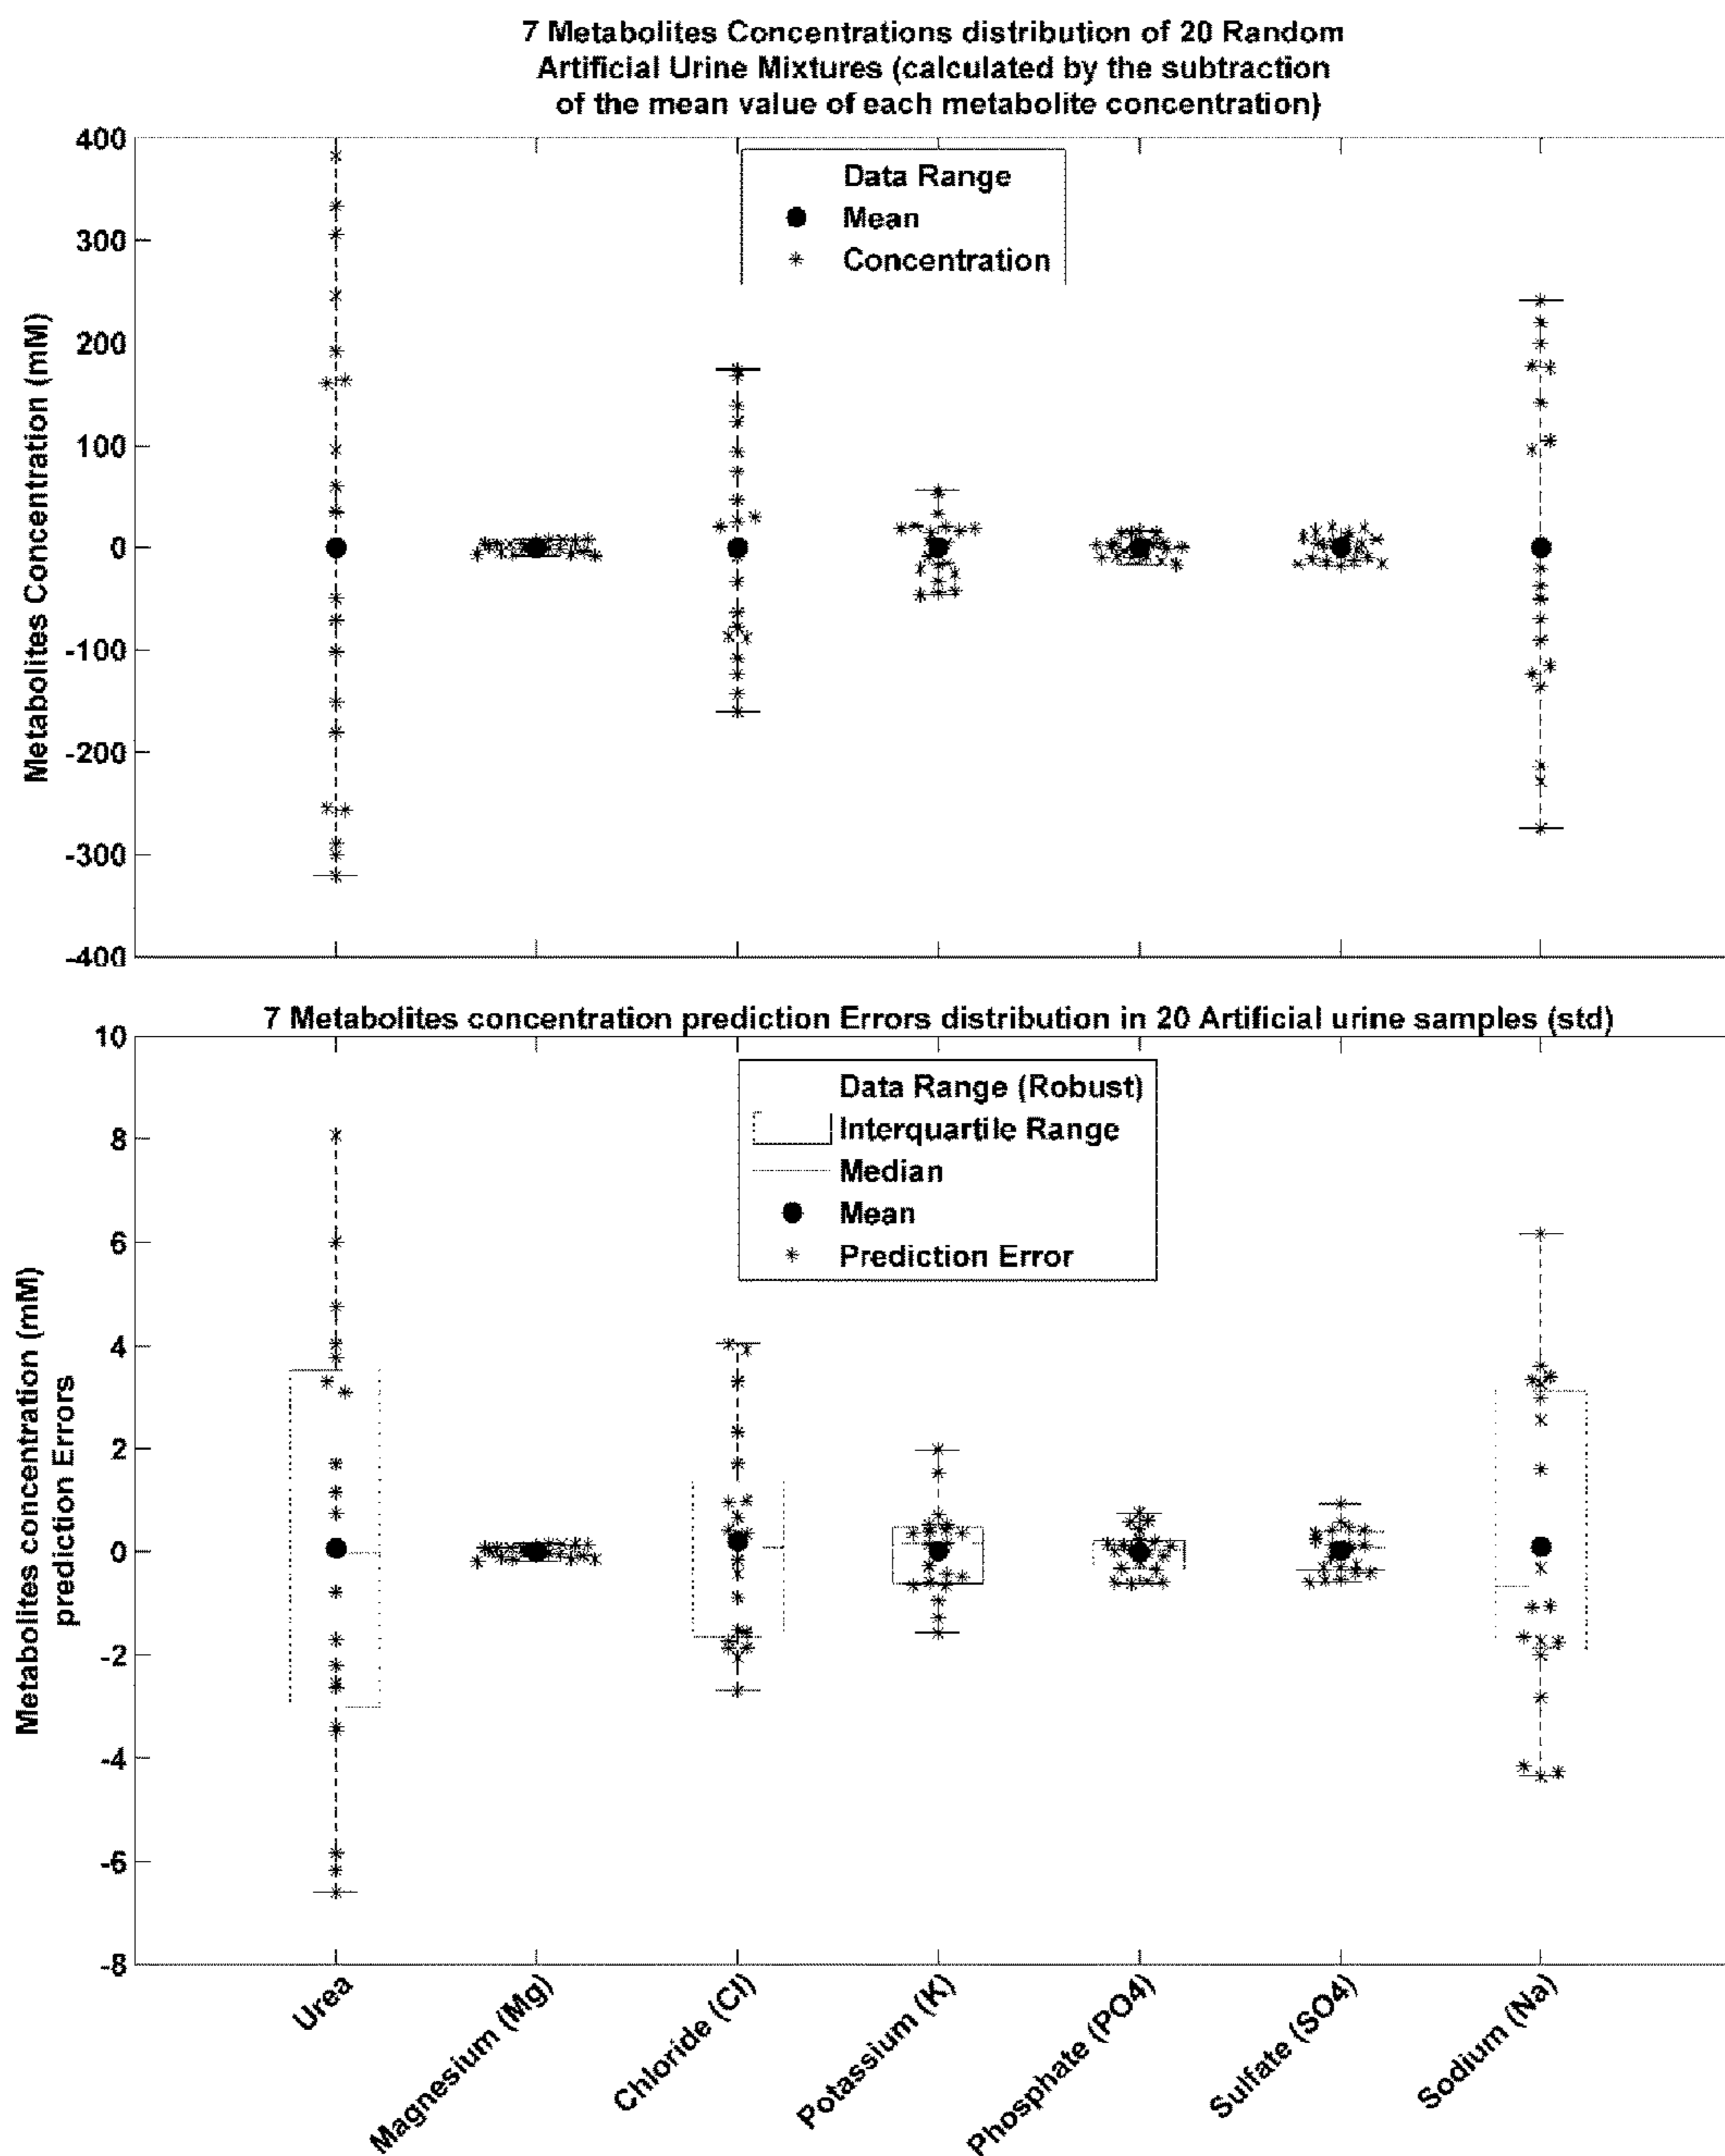 7 Metabolites Concentrations distribution of 20 Random
Artificial Urine Mixtures (calculated by the subtraction
of the mean value of each metabolite concentration)
Metabolites Concentration (mM)
400
300
200
100
0
-100
-200
-300
-400
Data Range
Mean
Concentration
7 Metabolites concentration prediction Errors distribution in 20 Artificial urine samples (std)
Metabolites concentration (mM)
prediction Errors
10
8
6
4
2
0
-2
-4
-6
-8
Data Range (Robust)
Interquartile Range
Median
Mean
Prediction Error
Urea
Magnesium (Mg)
Chloride (Cl)
Potassium (K)
Phosphate (PO4)
Sulfate (SO4)
Sodium (Na)